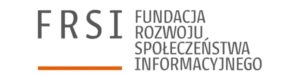 FRSI
FUNDACJA
ROZWOJU
SPOŁECZEŃSTWA
INFORMACYJNEGO